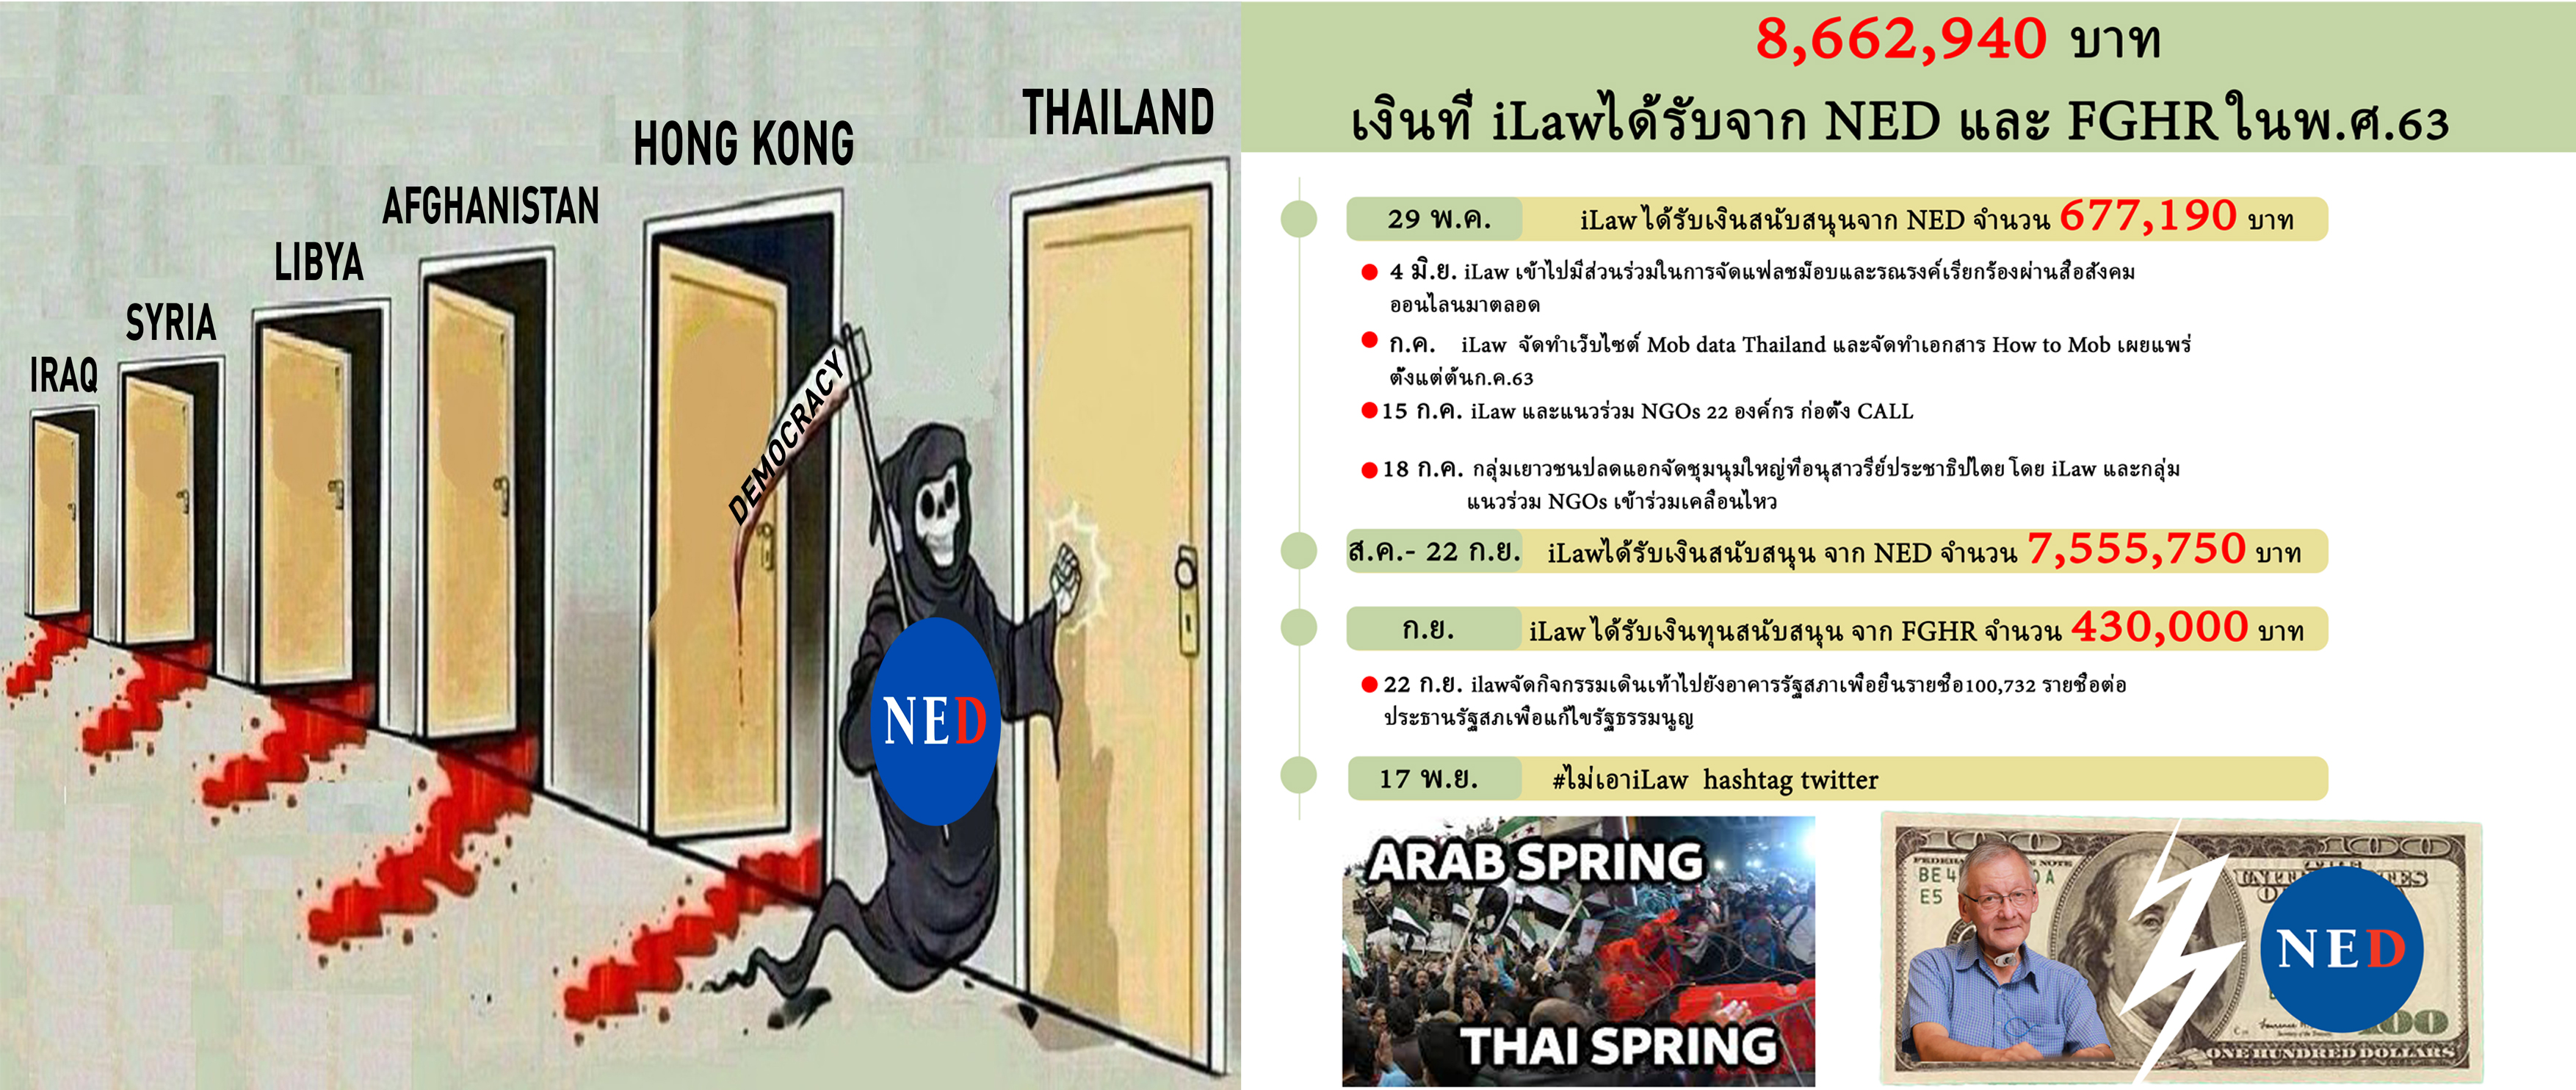 IRAQ
SYRIA
LIBYA
AFGHANISTAN
HONG KONG
THAILAND
DEMOCRACY
NED
8,662,940 บาท
เงินที่ iLawได้รับจาก NED และ FGHR ในพ.ศ.63
29 พ.ค. iLaw ได้รับเงินสนับสนุนจาก NED จำนวน 677,190 บาท
4 มิ.ย. iLaw เข้าไปมีส่วนร่วมในการจัดแฟลชม็อบและรณรงค์เรียกร้องผ่านสื่อสังคม
ออนไลนมาตลอด
ก.ค. iLaw จัดทำเว็บไซต์ Mob data Thailand และจัดทำเอกสาร How to Mob เผยแพร่
ตั้งแต่ต้นก.ค.63
15 ก.ค. iLaw และแนวร่วม NGOs 22 องค์กร ก่อตั้ง CALL
18 ก.ค. กลุ่มเยาวชนปลดแอกจัดชุมนุมใหญ่ที่อนุสาวรีย์ประชาธิปไตย โดย iLaw และกลุ่ม
แนวร่วม NGOs เข้าร่วมเคลื่อนไหว
ส.ค.- 22 ก.ย. iLawได้รับเงินสนับสนุน จาก NED จำนวน 7,555,750 บาท
ก.ย. iLaw ได้รับเงินทุนสนับสนุน จาก FGHR จำนวน 430,000 บาท
22 ก.ย. ilawจัดกิจกรรมเดินเท้าไปยังอาคารรัฐสภาเพื่อยื่นรายชื่อ100,732 รายชื่อต่อ
ประธานรัฐสภเพื่อแก้ไขรัฐธรรมนูญ
17 พ.ย. #ไม่เอาiLaw hashtag twitter
ARAB SPRING
THAI SPRING
100
100
BE4
E5
NED
100
ONE HUNDRED DOLLARS